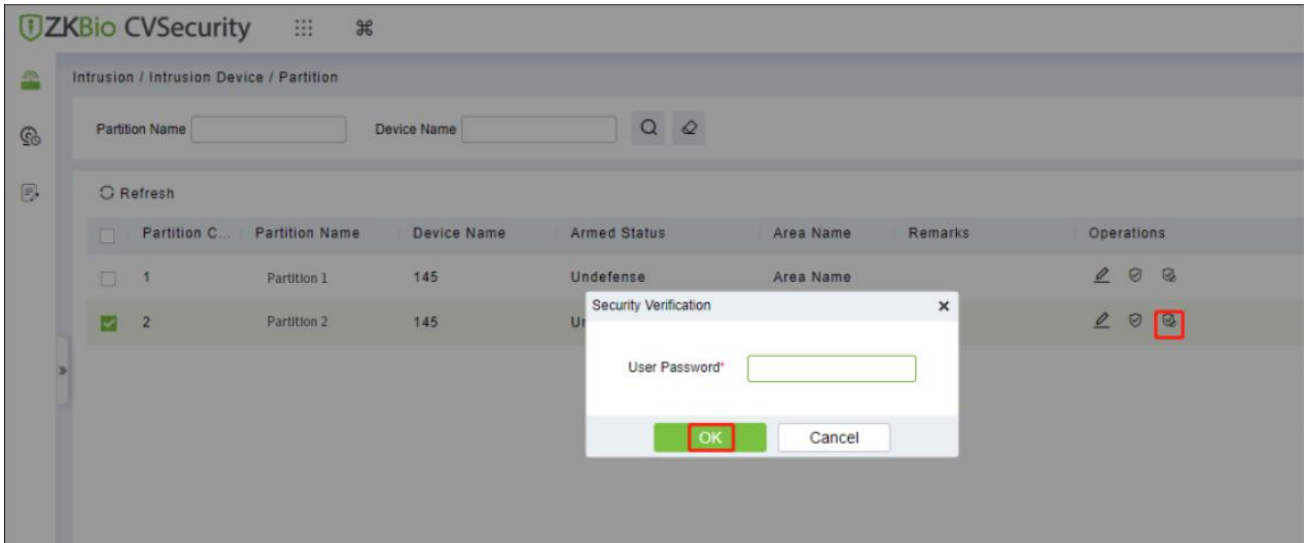 ZKBio CVSecurity
Intrusion / Intrusion Device / Partition
Partition Name Device Name
Refresh
Partition C... Partition Name Device Name Armed Status Area Name Remarks Operations
1 Partition 1 145 Undefense Area Name
Security Verification
2 Partition 2 145 Un
User Password*
OK Cancel